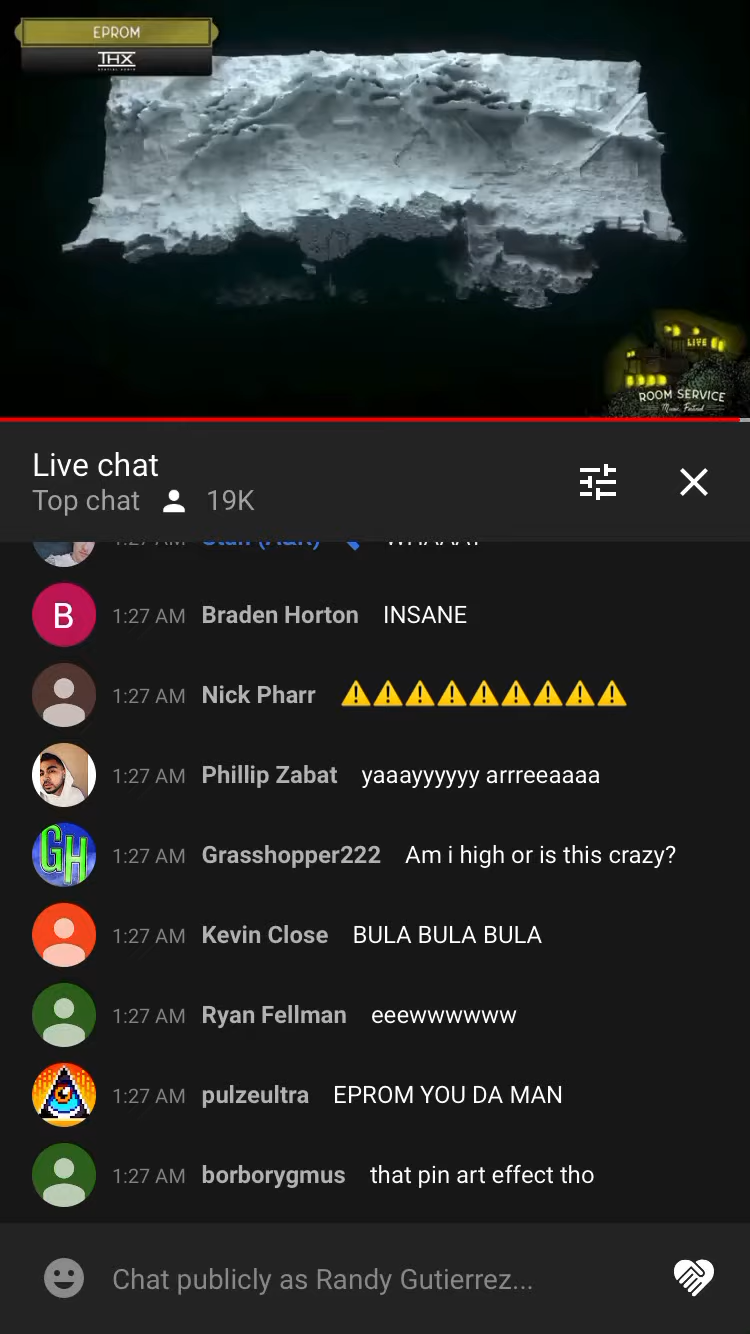 EPROM
THX
LIVE
ROOM SERVICE
Music Festival
Live chat
Top chat 19K
1:27 AM Braden Horton INSANE
1:27 AM Nick Pharr ⚠️⚠️⚠️⚠️⚠️⚠️⚠️⚠️⚠️
1:27 AM Phillip Zabat yaaayyyyyy arrreeaaaa
1:27 AM Grasshopper222 Am i high or is this crazy?
1:27 AM Kevin Close BULA BULA BULA
1:27 AM Ryan Fellman eeewwwwww
1:27 AM pulzeultra EPROM YOU DA MAN
1:27 AM borborygmus that pin art effect tho
Chat publicly as Randy Gutierrez...